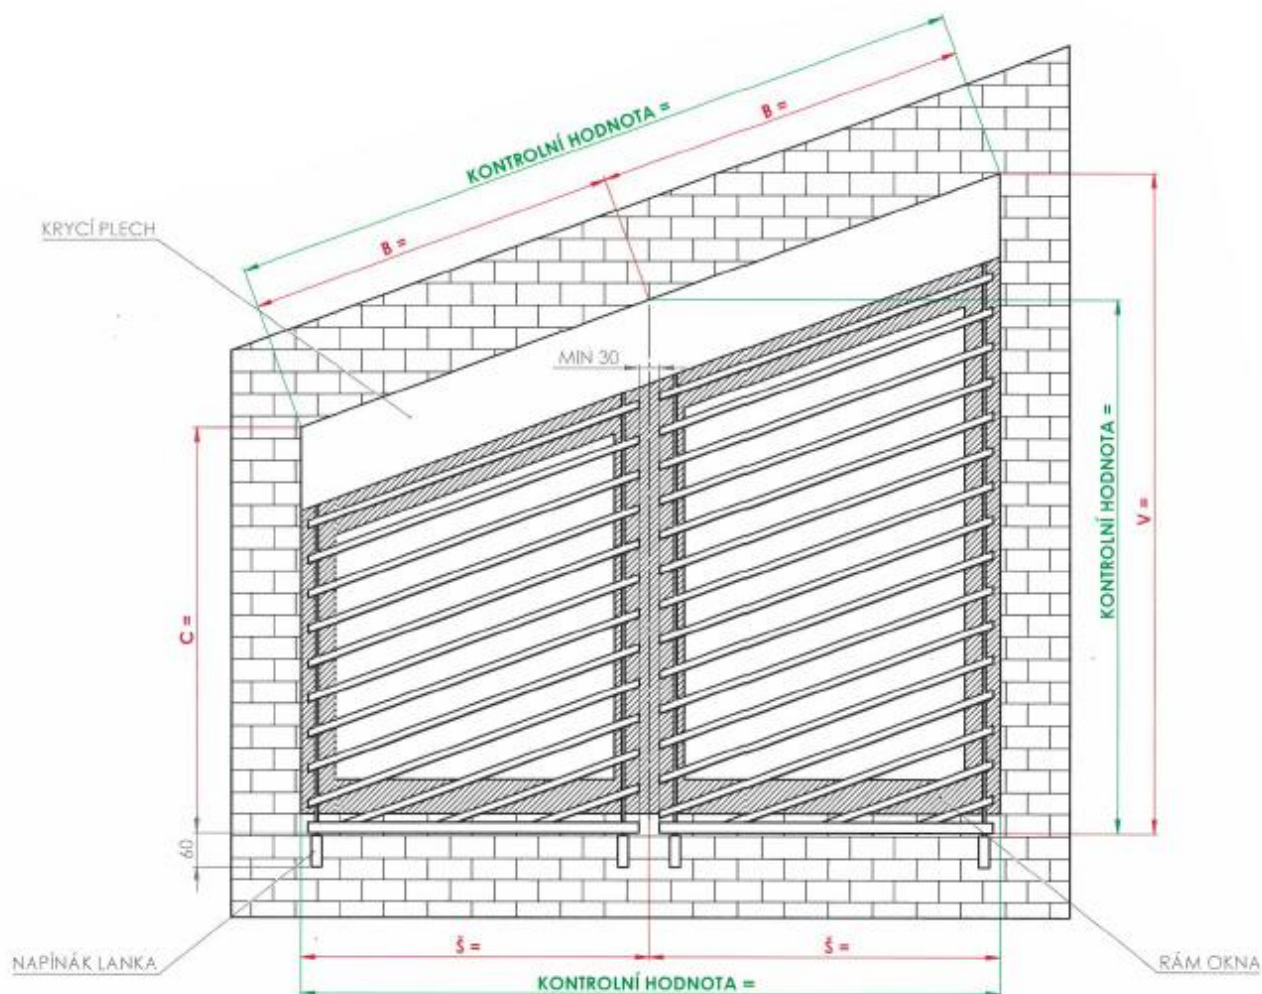 KONTROLNÍ HODNOTA =
B =
B =
KRYCÍ PLECH
MIN 30
KONTROLNÍ HODNOTA =
V =
C =
60
Š =
Š =
NAPÍNÁK LANKA
RÁM OKNA
KONTROLNÍ HODNOTA =